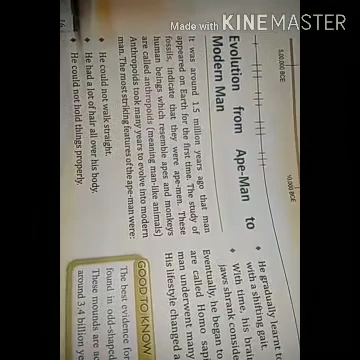 Made with KINEMASTER
5,00,000 BCE
10,000 BCE
Evolution from Ape-Man to
Modern Man
It was around 1.5 million years ago that man
appeared on Earth for the first time. The study of
fossils, indicate that they were ape-men. These
human beings which resemble apes and monkeys
are called anthropoids (meaning man-like animals)
Anthropoids took many years to evolve into modern
man. The most striking features of the ape-man were:
He could not walk straight.
He had a lot of hair all over his body.
He could not hold things properly.
He gradually learnt to
with a shifting gait.
With time, his brai
jaws shrank consid
Eventually, he began to
are called Homo sap
man underwent many
His lifestyle changed a
GOOD TO KNOW
The best evidence for
found in odd-shaped
These mounds are no
around 3.4 billion ye